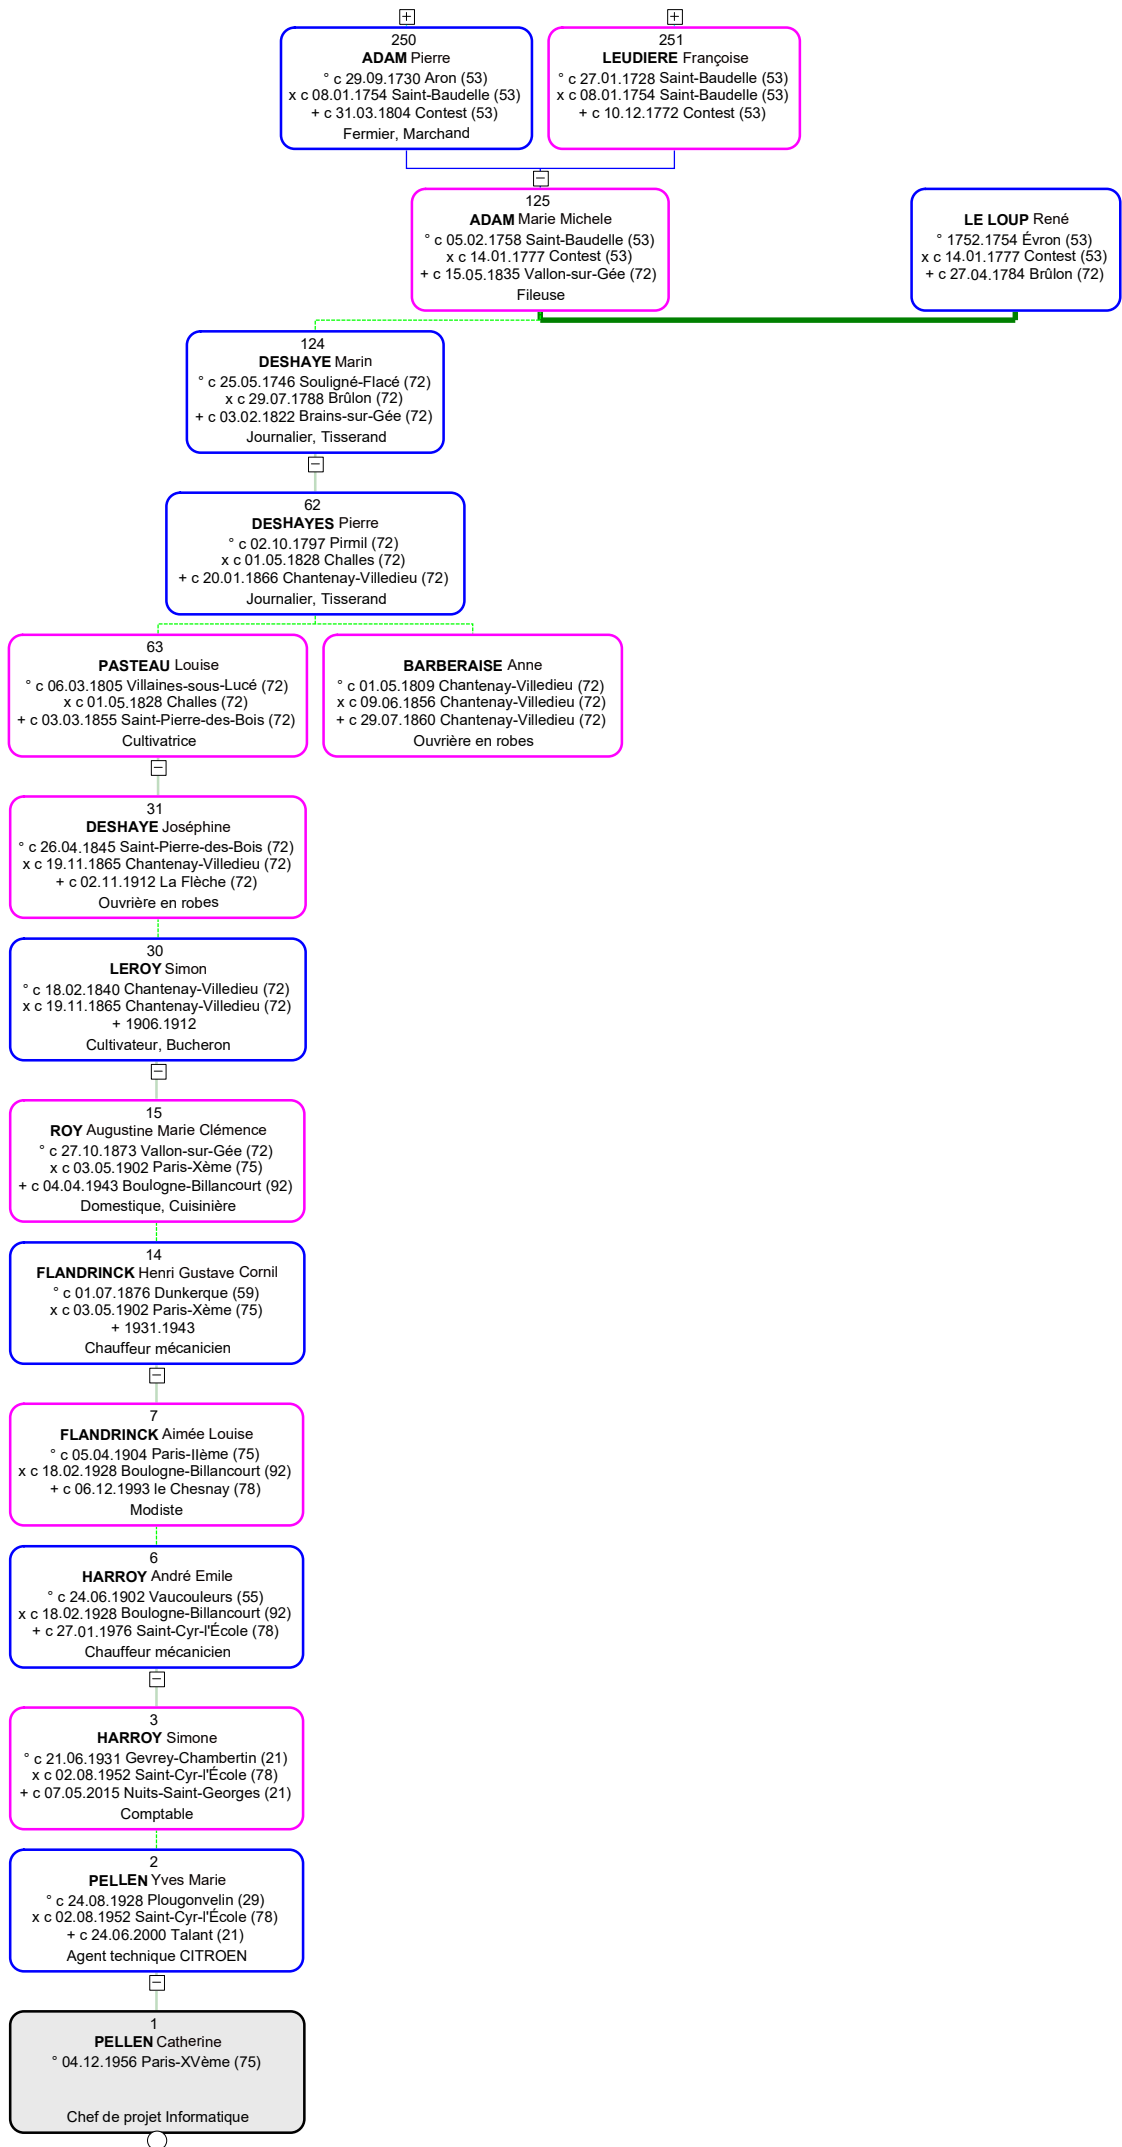 250
ADAM Pierre
° c 29.09.1730 Aron (53)
x c 08.01.1754 Saint-Baudelle (53)
+ c 31.03.1804 Contest (53)
Fermier, Marchand
251
LEUDIERE Françoise
° c 27.01.1728 Saint-Baudelle (53)
x c 08.01.1754 Saint-Baudelle (53)
+ c 10.12.1772 Contest (53)
125
ADAM Marie Michele
° c 05.02.1758 Saint-Baudelle (53)
x c 14.01.1777 Contest (53)
+ c 15.05.1835 Vallon-sur-Gée (72)
Fileuse
LE LOUP René
° 1752.1754 Évron (53)
x c 14.01.1777 Contest (53)
+ c 27.04.1784 Brûlon (72)
124
DESHAYE Marin
° c 25.05.1746 Souligné-Flacé (72)
x c 29.07.1788 Brûlon (72)
+ c 03.02.1822 Brains-sur-Gée (72)
Journalier, Tisserand
62
DESHAYES Pierre
° c 02.10.1797 Pirmil (72)
x c 01.05.1828 Challes (72)
+ c 20.01.1866 Chantenay-Villedieu (72)
Journalier, Tisserand
63
PASTEAU Louise
° c 06.03.1805 Villaines-sous-Lucé (72)
x c 01.05.1828 Challes (72)
+ c 03.03.1855 Saint-Pierre-des-Bois (72)
Cultivatrice
BARBERAISE Anne
° c 01.05.1809 Chantenay-Villedieu (72)
x c 09.06.1856 Chantenay-Villedieu (72)
+ c 29.07.1860 Chantenay-Villedieu (72)
Ouvrière en robes
31
DESHAYE Joséphine
° c 26.04.1845 Saint-Pierre-des-Bois (72)
x c 19.11.1865 Chantenay-Villedieu (72)
+ c 02.11.1912 La Flèche (72)
Ouvrière en robes
30
LEROY Simon
° c 18.02.1840 Chantenay-Villedieu (72)
x c 19.11.1865 Chantenay-Villedieu (72)
+ 1906.1912
Cultivateur, Bucheron
15
ROY Augustine Marie Clémence
° c 27.10.1873 Vallon-sur-Gée (72)
x c 03.05.1902 Paris-Xème (75)
+ c 04.04.1943 Boulogne-Billancourt (92)
Domestique, Cuisinière
14
FLANDRINCK Henri Gustave Cornil
° c 01.07.1876 Dunkerque (59)
x c 03.05.1902 Paris-Xème (75)
+ 1931.1943
Chauffeur mécanicien
7
FLANDRINCK Aimée Louise
° c 05.04.1904 Paris-IIème (75)
x c 18.02.1928 Boulogne-Billancourt (92)
+ c 06.12.1993 le Chesnay (78)
Modiste
6
HARROY André Emile
° c 24.06.1902 Vaucouleurs (55)
x c 18.02.1928 Boulogne-Billancourt (92)
+ c 27.01.1976 Saint-Cyr-l'École (78)
Chauffeur mécanicien
3
HARROY Simone
° c 21.06.1931 Gevrey-Chambertin (21)
x c 02.08.1952 Saint-Cyr-l'École (78)
+ c 07.05.2015 Nuits-Saint-Georges (21)
Comptable
2
PELLEN Yves Marie
° c 24.08.1928 Plougonvelin (29)
x c 02.08.1952 Saint-Cyr-l'École (78)
+ c 24.06.2000 Talant (21)
Agent technique CITROEN
1
PELLEN Catherine
° 04.12.1956 Paris-XVème (75)
Chef de projet Informatique